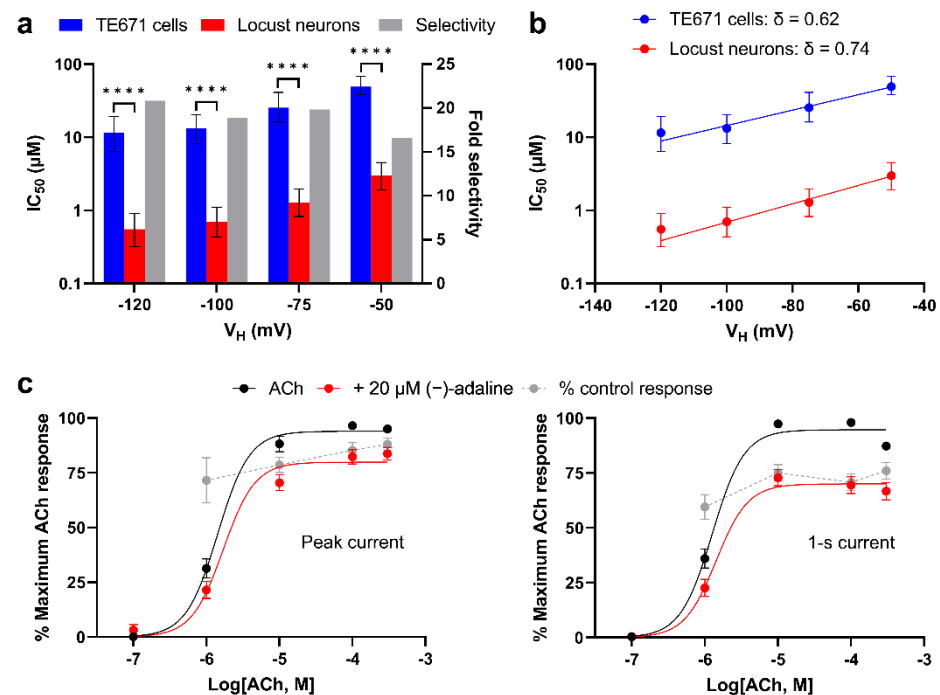 a
TE671 cells
Locust neurons
Selectivity
100
10
1
0.1
IC50 (µM)
****
****
****
****
25
20
15
10
5
0
Fold selectivity
-120
-100
-75
-50
VH (mV)
b
TE671 cells: δ = 0.62
Locust neurons: δ = 0.74
100
10
1
0.1
IC50 (µM)
-140
-120
-100
-80
-60
-40
VH (mV)
c
ACh
+ 20 µM (−)-adaline
% control response
100
75
50
25
0
% Maximum ACh response
Peak current
-7
-6
-5
-4
-3
Log[ACh, M]
100
75
50
25
0
% Maximum ACh response
1-s current
-7
-6
-5
-4
-3
Log[ACh, M]